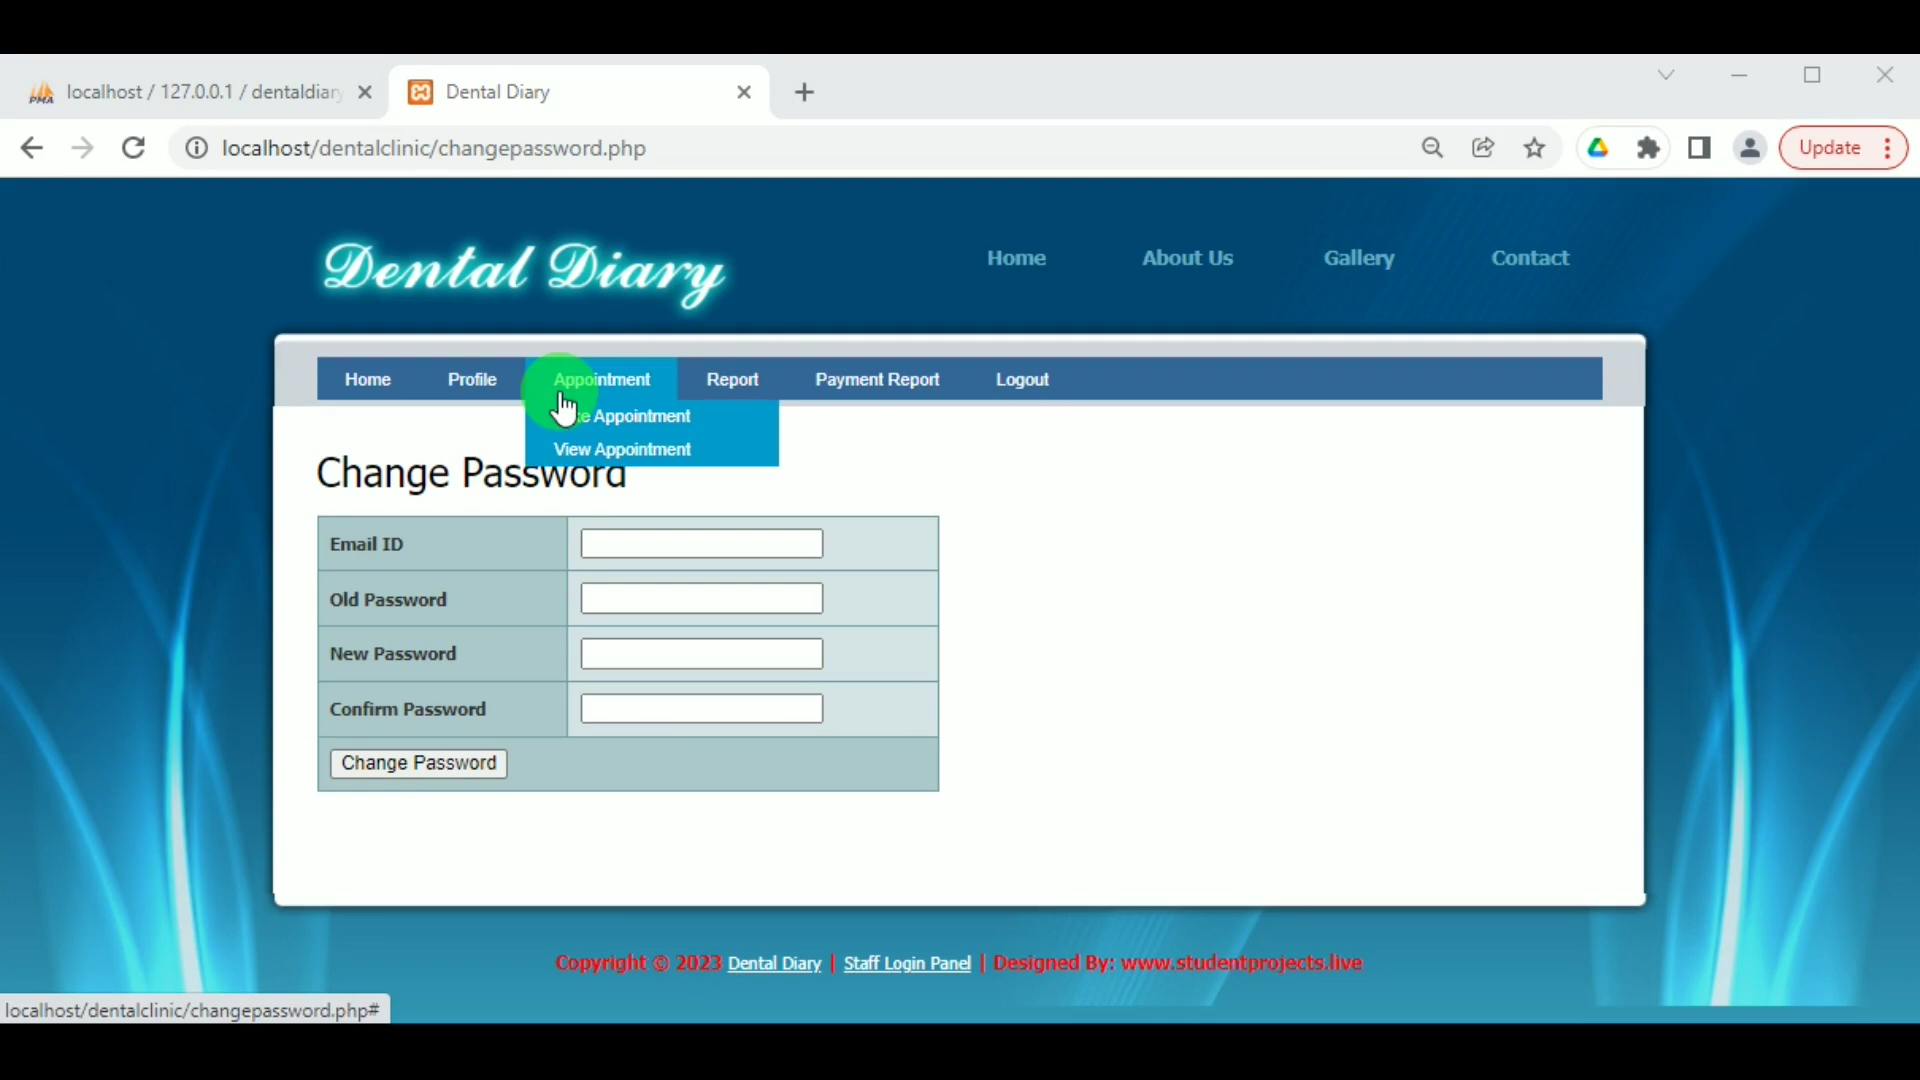 localhost / 127.0.0.1 / dentaldiary
Dental Diary
localhost/dentalclinic/changepassword.php
Update
Dental Diary
Home About Us Gallery Contact
Home Profile Appointment Report Payment Report Logout
Appointment
View Appointment
Change Password
Email ID
Old Password
New Password
Confirm Password
Change Password
Copyright © 2023 Dental Diary | Staff Login Panel | Designed By: www.studentprojects.live
localhost/dentalclinic/changepassword.php#
PMA